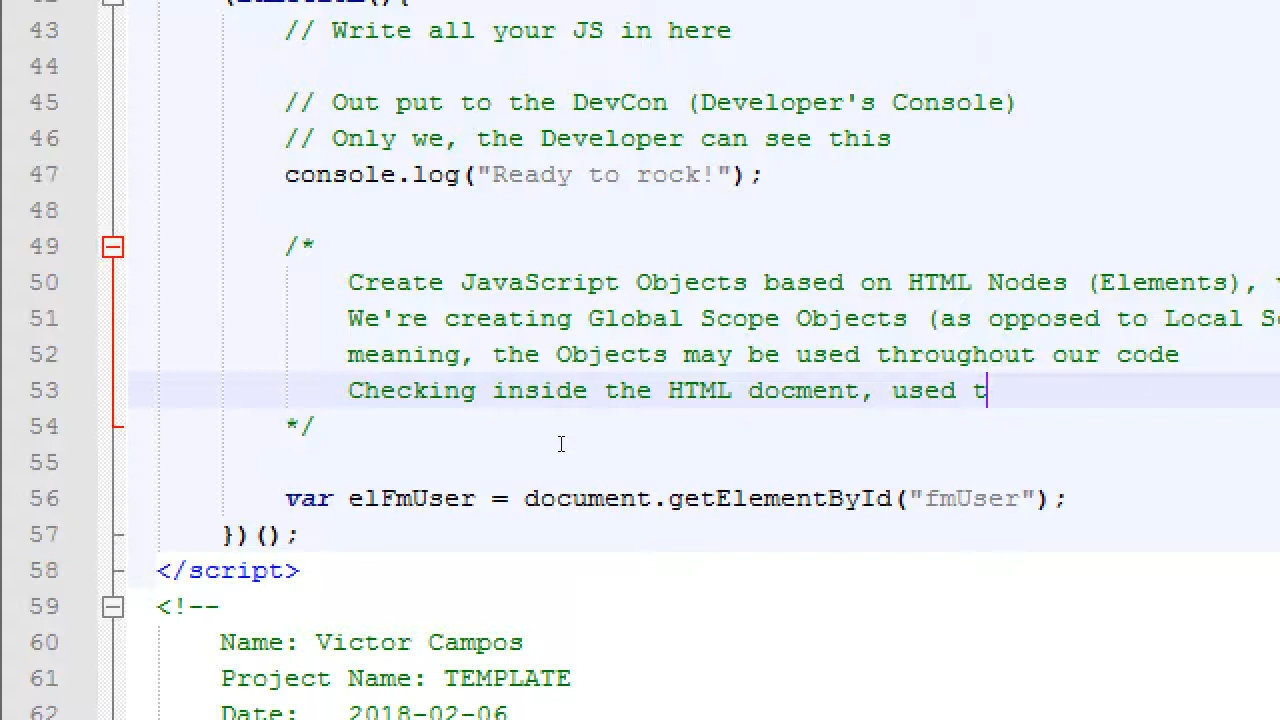 43 // Write all your JS in here
44
45 // Out put to the DevCon (Developer's Console)
46 // Only we, the Developer can see this
47 console.log("Ready to rock!");
48
49 /*
50 Create JavaScript Objects based on HTML Nodes (Elements),
51 We're creating Global Scope Objects (as opposed to Local
52 meaning, the Objects may be used throughout our code
53 Checking inside the HTML docment, used t
54 */
55
56 var elFmUser = document.getElementById("fmUser");
57 })();
58 </script>
59 <!--
60 Name: Victor Campos
61 Project Name: TEMPLATE
62 Date: 2018-02-06